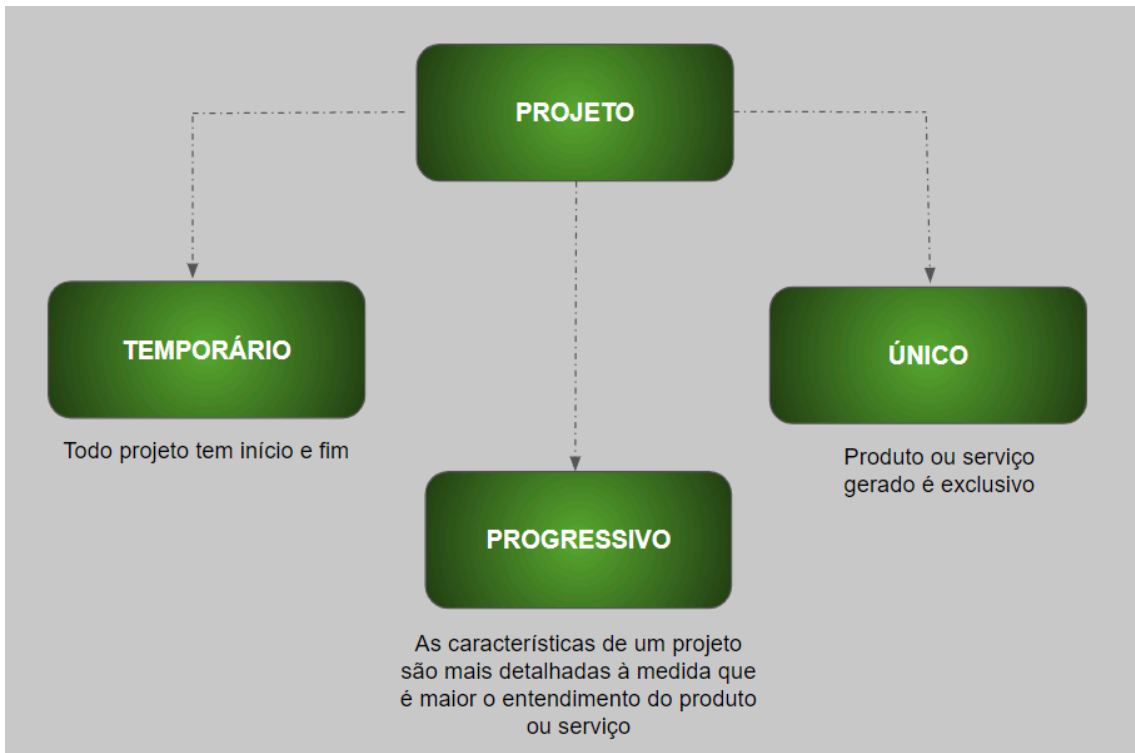 PROJETO
TEMPORÁRIO
Todo projeto tem início e fim
ÚNICO
Produto ou serviço
gerado é exclusivo
PROGRESSIVO
As características de um projeto
são mais detalhadas à medida que
é maior o entendimento do produto
ou serviço